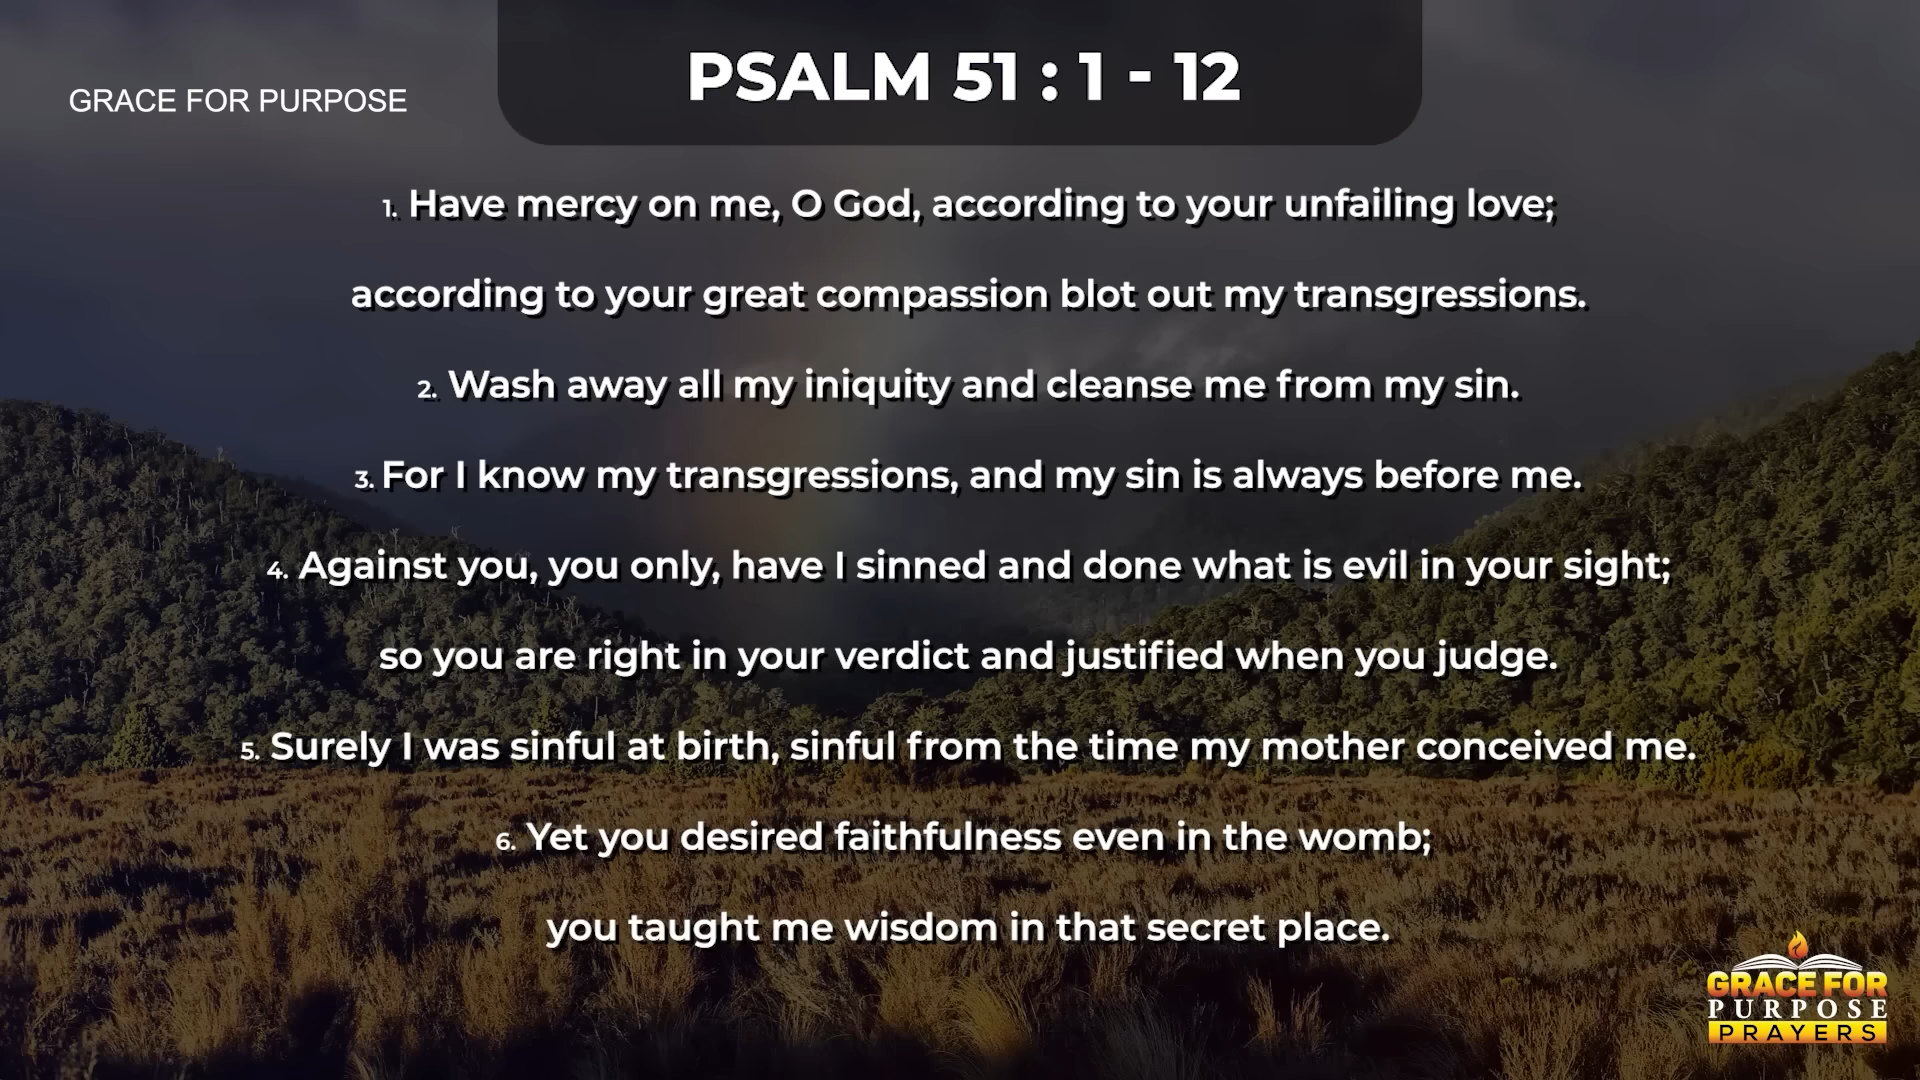 PSALM 51 : 1 - 12
GRACE FOR PURPOSE
1. Have mercy on me, O God, according to your unfailing love;
according to your great compassion blot out my transgressions.
2. Wash away all my iniquity and cleanse me from my sin.
3. For I know my transgressions, and my sin is always before me.
4. Against you, you only, have I sinned and done what is evil in your sight;
so you are right in your verdict and justified when you judge.
5. Surely I was sinful at birth, sinful from the time my mother conceived me.
6. Yet you desired faithfulness even in the womb;
you taught me wisdom in that secret place.
GRACE FOR
PURPOSE
PRAYERS